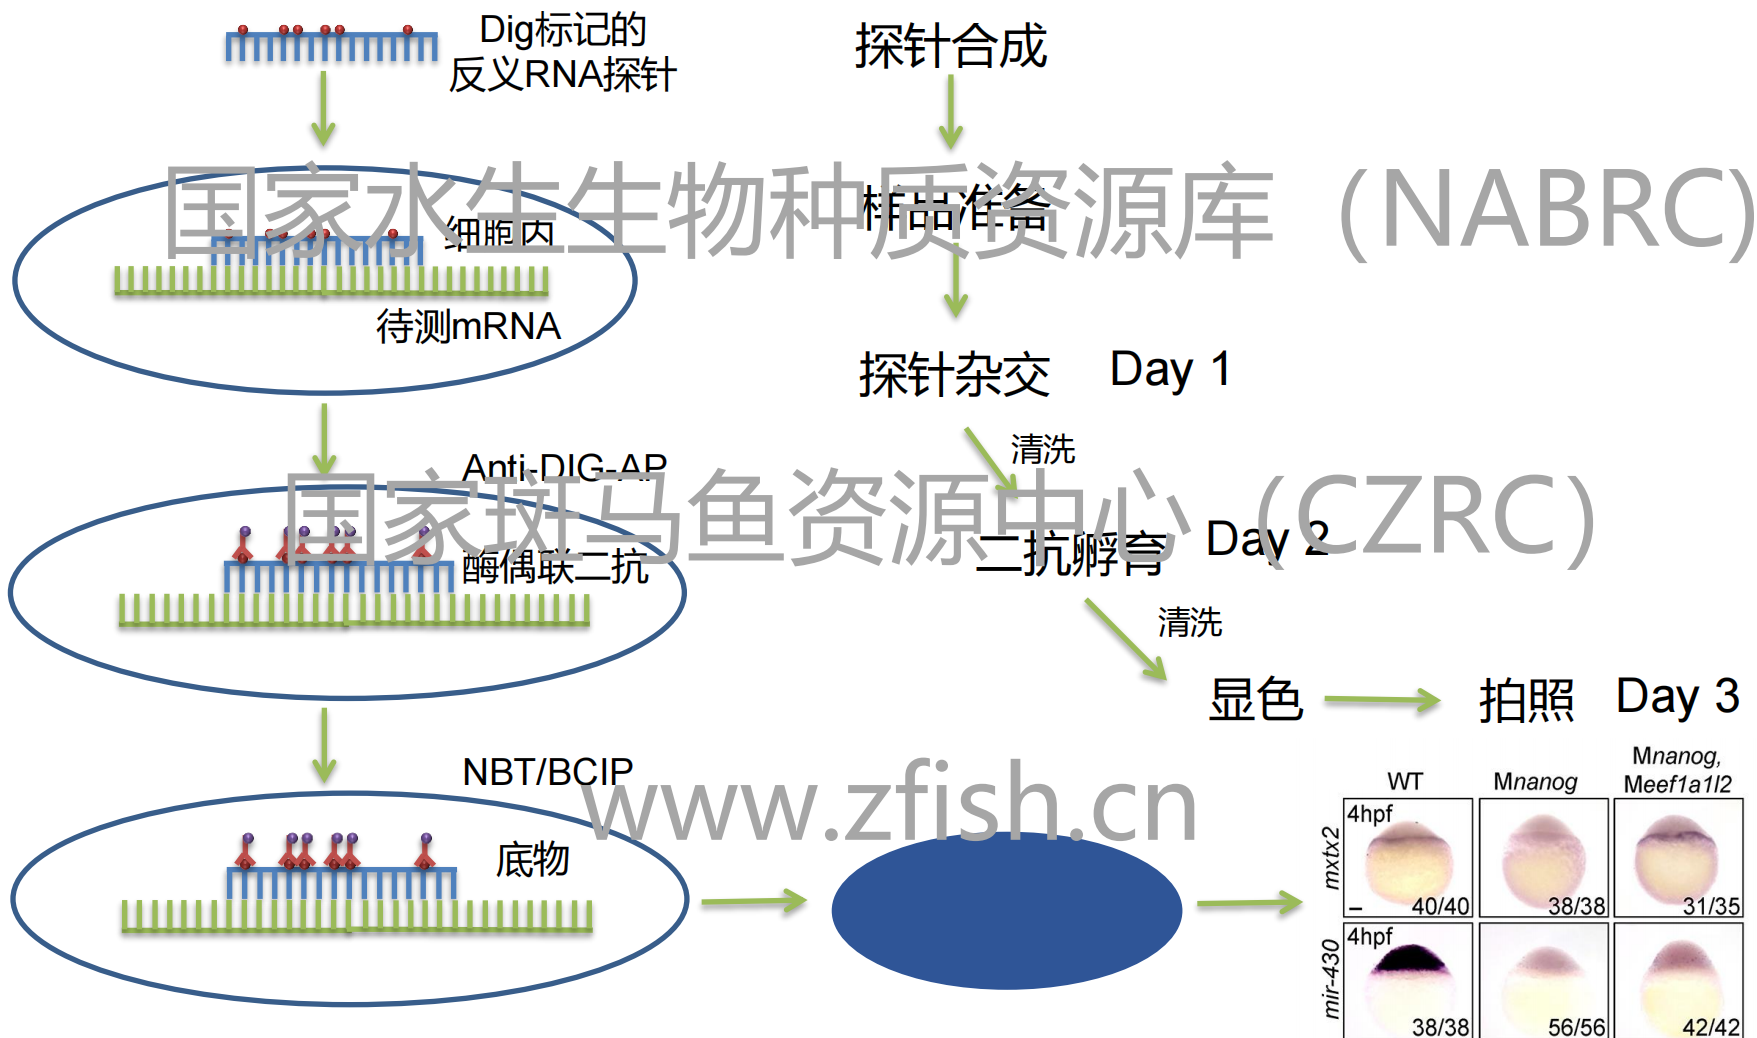 Dig标记的
反义RNA探针
探针合成
国家水生生物种质资源库（NABRC）
样品准备
细胞内
待测mRNA
探针杂交
Day 1
清洗
Anti-DIG-AP
国家斑马鱼资源中心（CZRC）
酶偶联二抗
二抗孵育
Day 2
清洗
显色
拍照
Day 3
NBT/BCIP
www.zfish.cn
底物
WT
Mnanog
Mnanog,
Meef1a1l2
mxtx2
4hpf
40/40
38/38
31/35
mir-430
4hpf
38/38
56/56
42/42